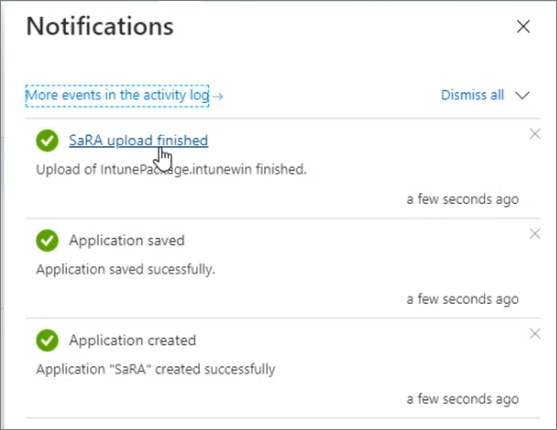 Notifications
More events in the activity log →
Dismiss all
SaRA upload finished
Upload of IntunePackage.intunewin finished.
a few seconds ago
Application saved
Application saved sucessfully.
a few seconds ago
Application created
Application "SaRA" created successfully
a few seconds ago